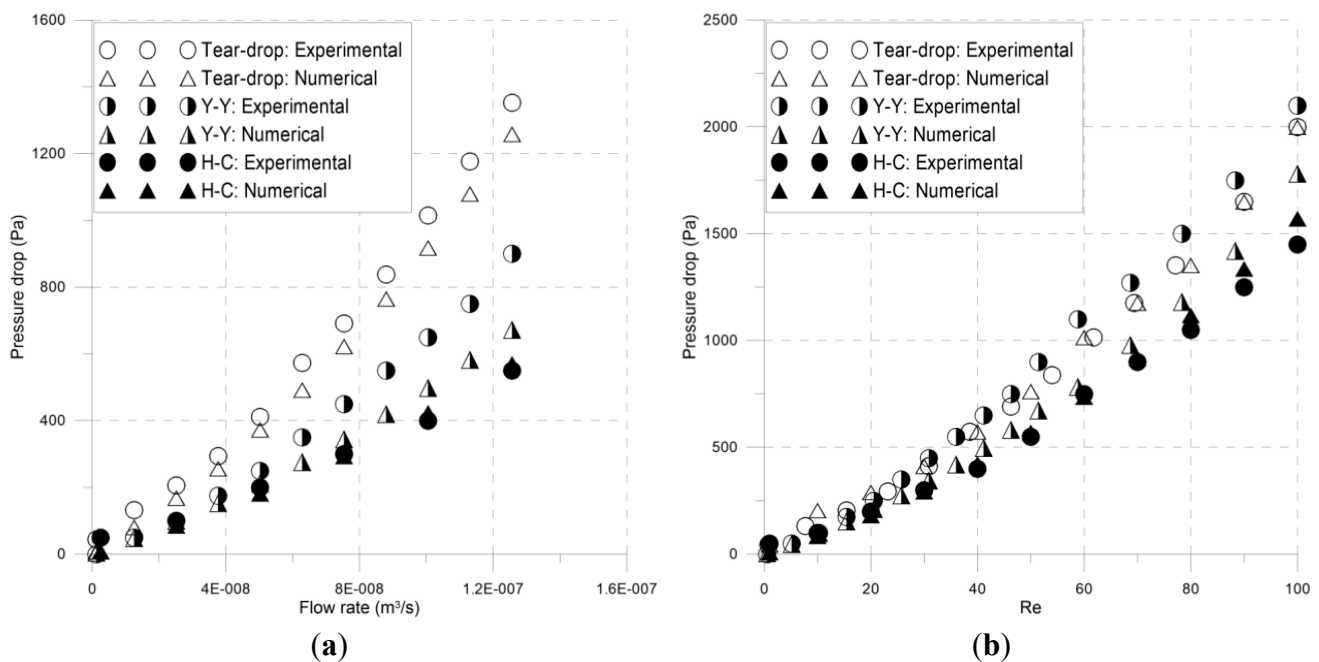 1600
1200
800
400
0
Pressure drop (Pa)
Tear-drop: Experimental
Tear-drop: Numerical
Y-Y: Experimental
Y-Y: Numerical
H-C: Experimental
H-C: Numerical
0 4E-008 8E-008 1.2E-007 1.6E-007
Flow rate (m³/s)
(a)
2500
2000
1500
1000
500
0
Pressure drop (Pa)
Tear-drop: Experimental
Tear-drop: Numerical
Y-Y: Experimental
Y-Y: Numerical
H-C: Experimental
H-C: Numerical
0 20 40 60 80 100
Re
(b)